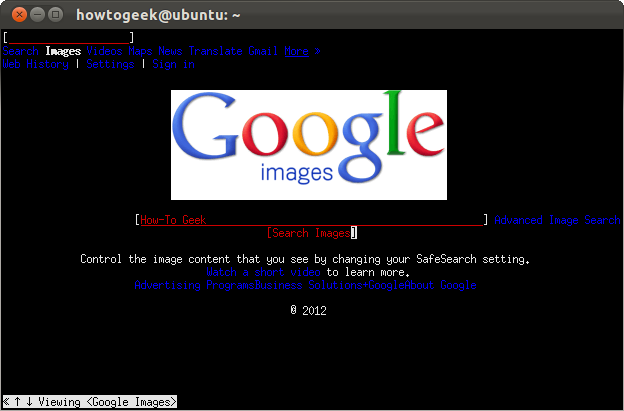 howtogeek@ubuntu: ~
[                    ]
Search Images Videos Maps News Translate Gmail More »
Web History | Settings | Sign in
Google
images
[How-To Geek                    ] Advanced Image Search
[Search Images]
Control the image content that you see by changing your SafeSearch setting.
Watch a short video to learn more.
Advertising ProgramsBusiness Solutions+GoogleAbout Google
© 2012
« ↑ ↓ Viewing <Google Images>